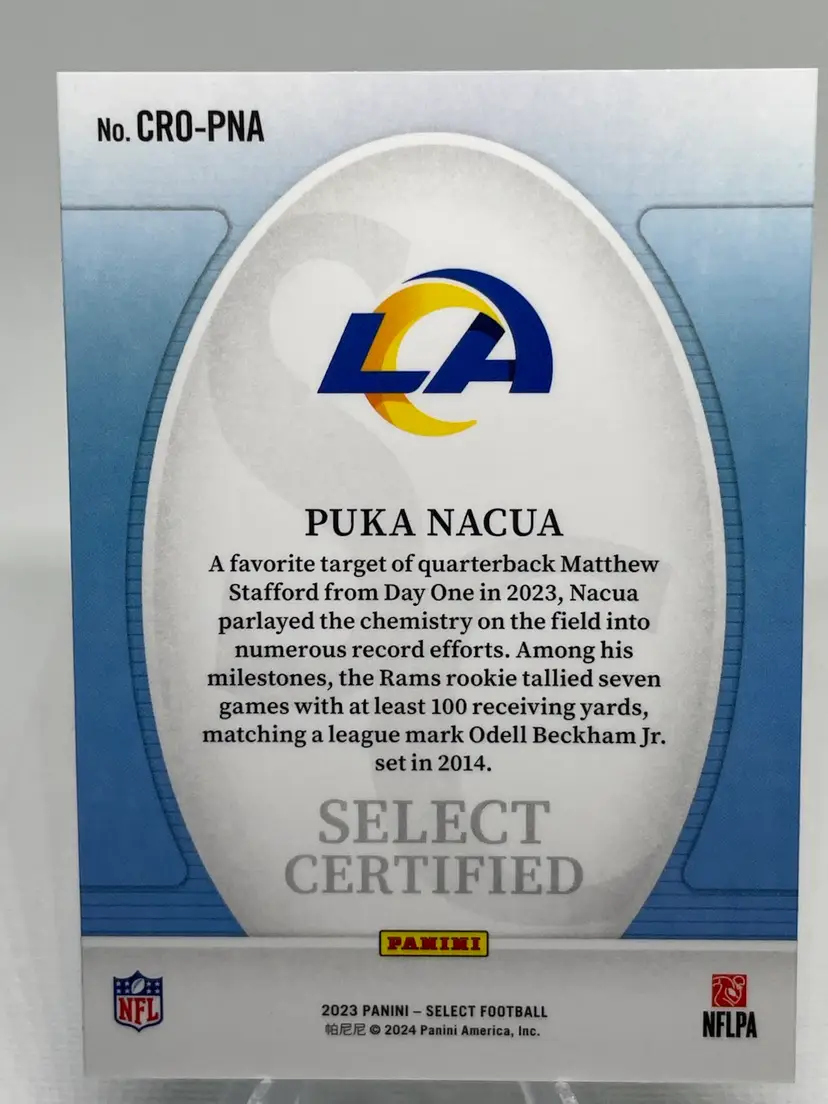 No. CRO-PNA
LA
PUKA NACUA
A favorite target of quarterback Matthew
Stafford from Day One in 2023, Nacua
parlayed the chemistry on the field into
numerous record efforts. Among his
milestones, the Rams rookie tallied seven
games with at least 100 receiving yards,
matching a league mark Odell Beckham Jr.
set in 2014.
SELECT
CERTIFIED
PANINI
NFL
2023 PANINI – SELECT FOOTBALL
帕尼尼 © 2024 Panini America, Inc.
NFLPA